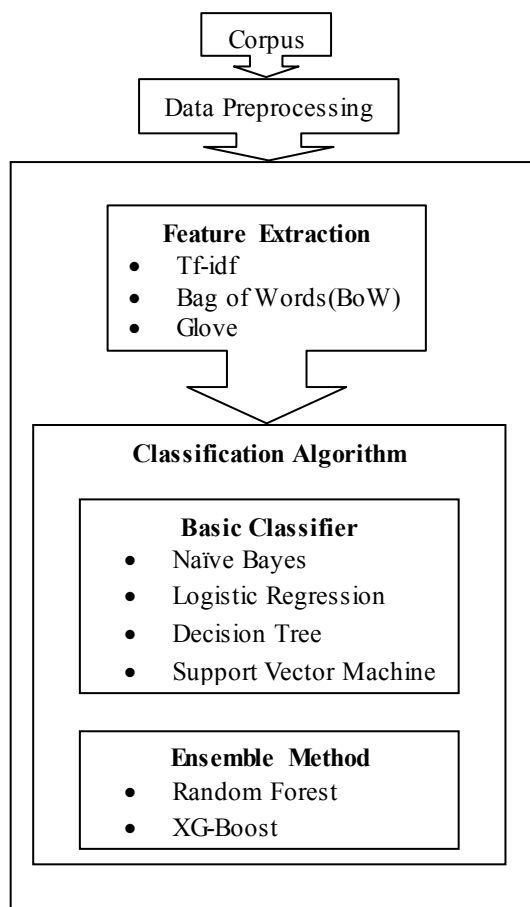 Corpus
Data Preprocessing
Feature Extraction
• Tf-idf
• Bag of Words(BoW)
• Glove
Classification Algorithm
Basic Classifier
• Naïve Bayes
• Logistic Regression
• Decision Tree
• Support Vector Machine
Ensemble Method
• Random Forest
• XG-Boost